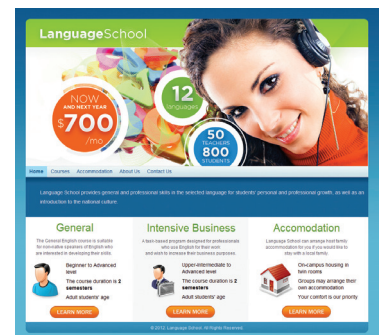 LanguageSchool
NOW
AND NEXT YEAR
$700
/mo
12
languages
50
TEACHERS
800
STUDENTS
Home Courses Accommodation About Us Contact Us
Language School provides general and professional skills in the selected language for students' personal and professional growth, as well as an
introduction to the national culture.
General
The General English course is suitable
for non-native speakers of English who
are interested in developing their skills.
Beginner to Advanced
level
The course duration is 2
semesters
Adult students' age
LEARN MORE
Intensive Business
A task-based program designed for professionals
who use English for their work
and wish to increase their business purposes.
Upper-intermediate to
Advanced level
The course duration is 2
semesters
Adult students' age
LEARN MORE
Accomodation
Language School can arrange host family
accommodation for you if you would like to
stay with a local family.
On-campus housing in
twin rooms
Groups may arrange their
own accommodation
Your comfort is our priority
LEARN MORE
© 2012. Language School. All Rights Reserved.